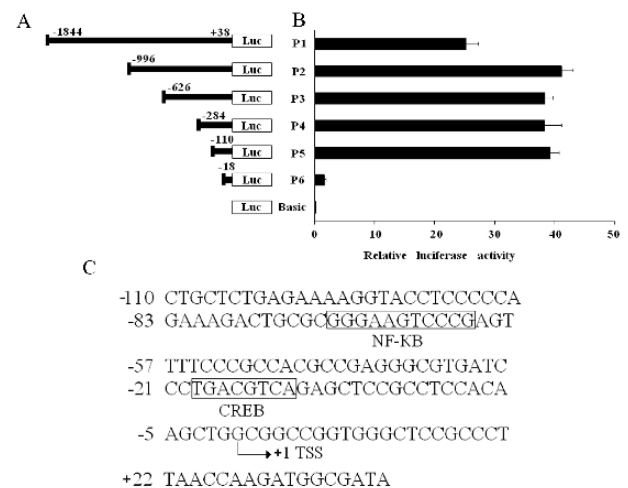 A
B
-1844 +38 Luc P1
-996 Luc P2
-626 Luc P3
-284 Luc P4
-110 Luc P5
-18 Luc P6
Luc Basic
0 10 20 30 40 50
Relative luciferase activity
C
-110 CTGCTCTGAGAAAAGGTACCTCCCCCA
-83 GAAAGACTGCGCGGGAAGTCCCGAGT
NF-KB
-57 TTTCCCGCCACGCCGAGGGCGTGATC
-21 CCTGACGTCAGAGCTCCGCCTCCACA
CREB
-5 AGCTGGCGGCCGGTGGGCTCCGCCCT
+1 TSS
+22 TAACCAAGATGGCGATA